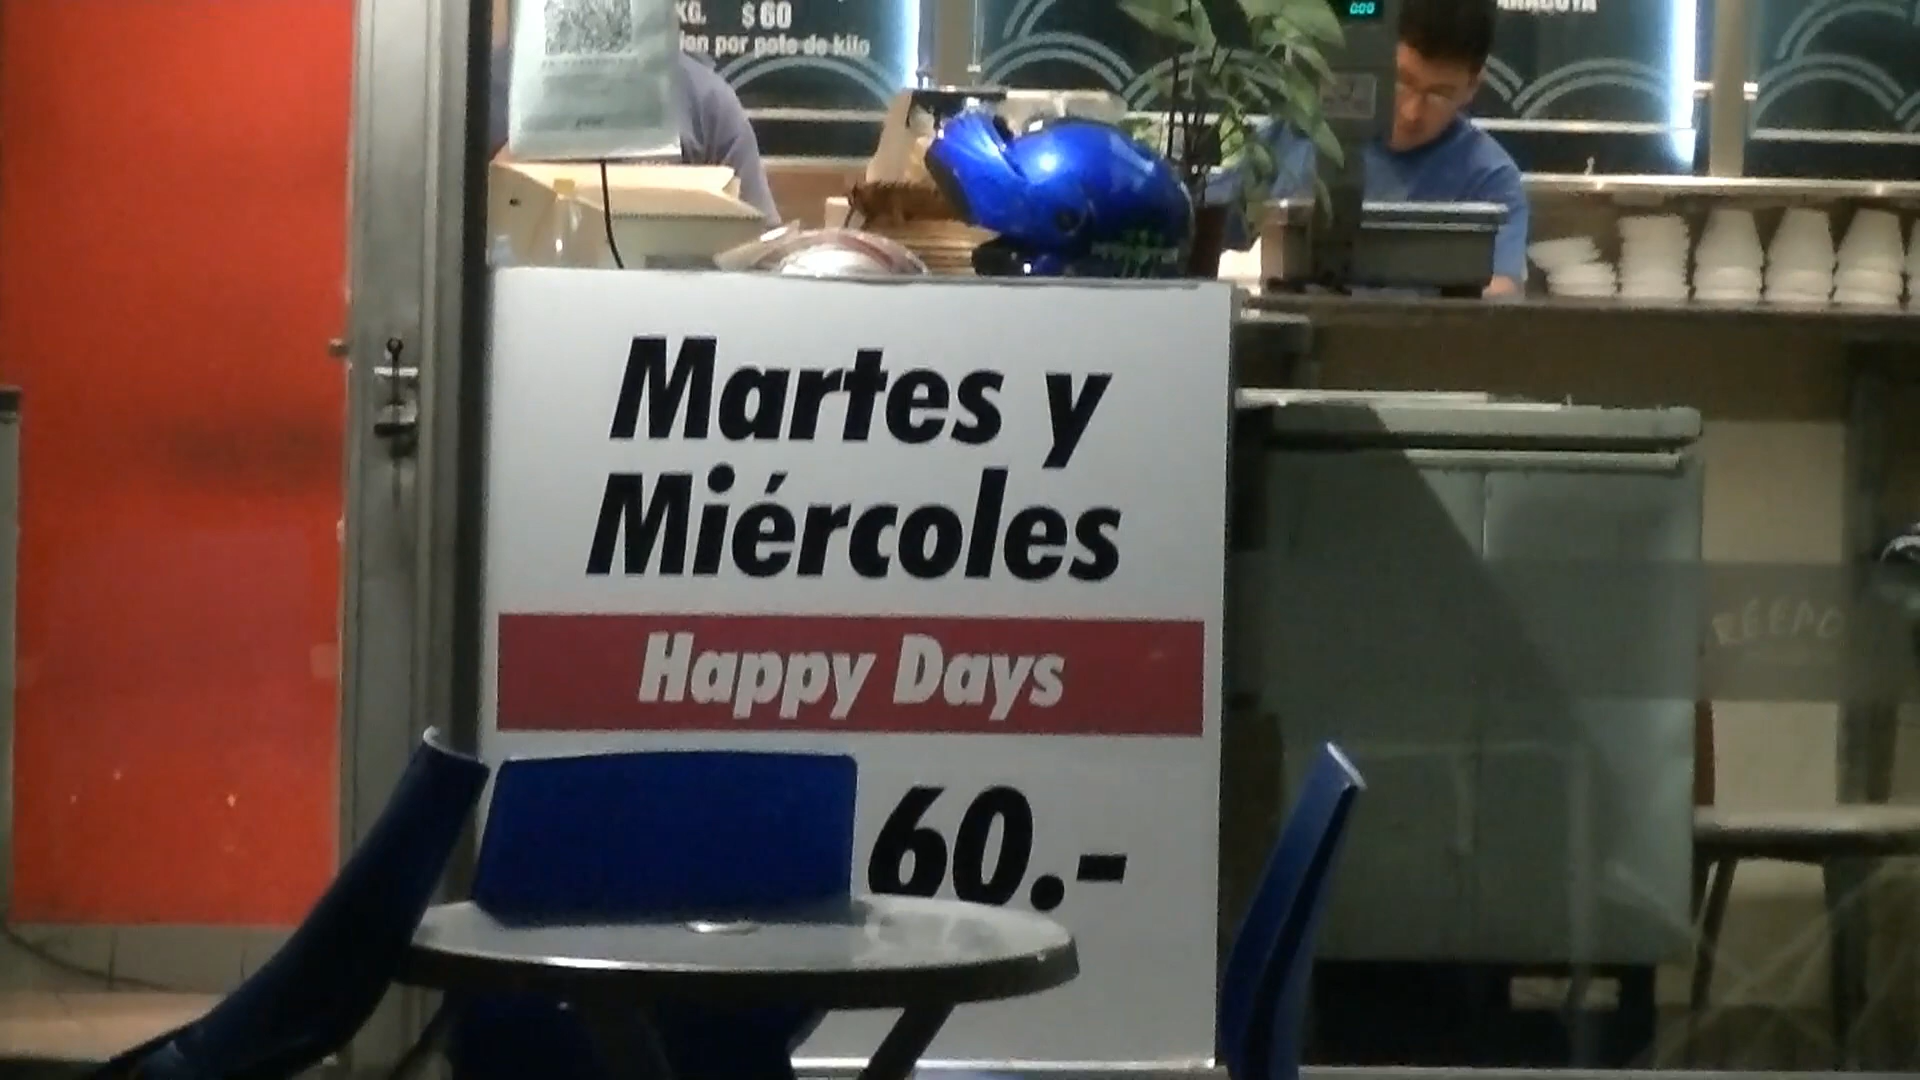 KG. $60
por pote de kilo
Martes y
Miércoles
Happy Days
60.-